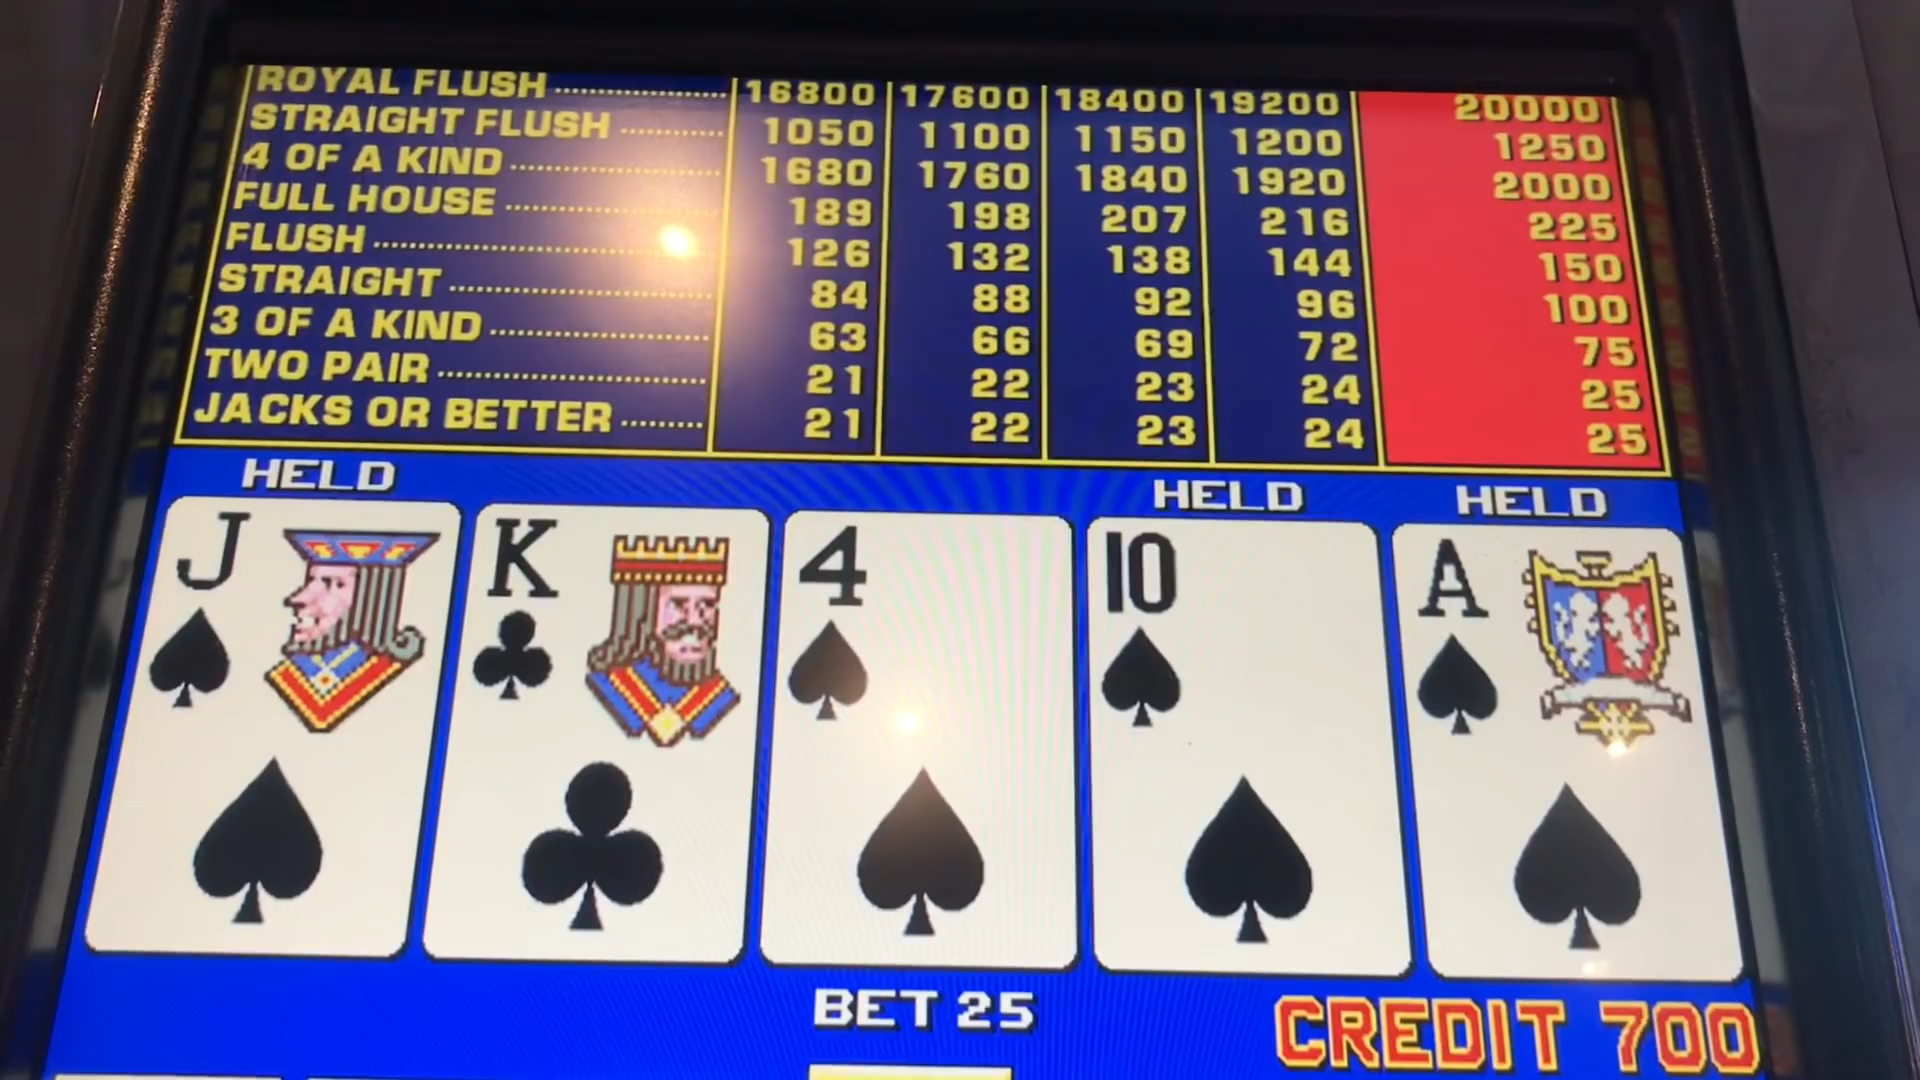 ROYAL FLUSH 16800 17600 18400 19200 20000
STRAIGHT FLUSH 1050 1100 1150 1200 1250
4 OF A KIND 1680 1760 1840 1920 2000
FULL HOUSE 189 198 207 216 225
FLUSH 126 132 138 144 150
STRAIGHT 84 88 92 96 100
3 OF A KIND 63 66 69 72 75
TWO PAIR 21 22 23 24 25
JACKS OR BETTER 21 22 23 24 25
HELD HELD HELD
J K 4 10 A
BET 25 CREDIT 700